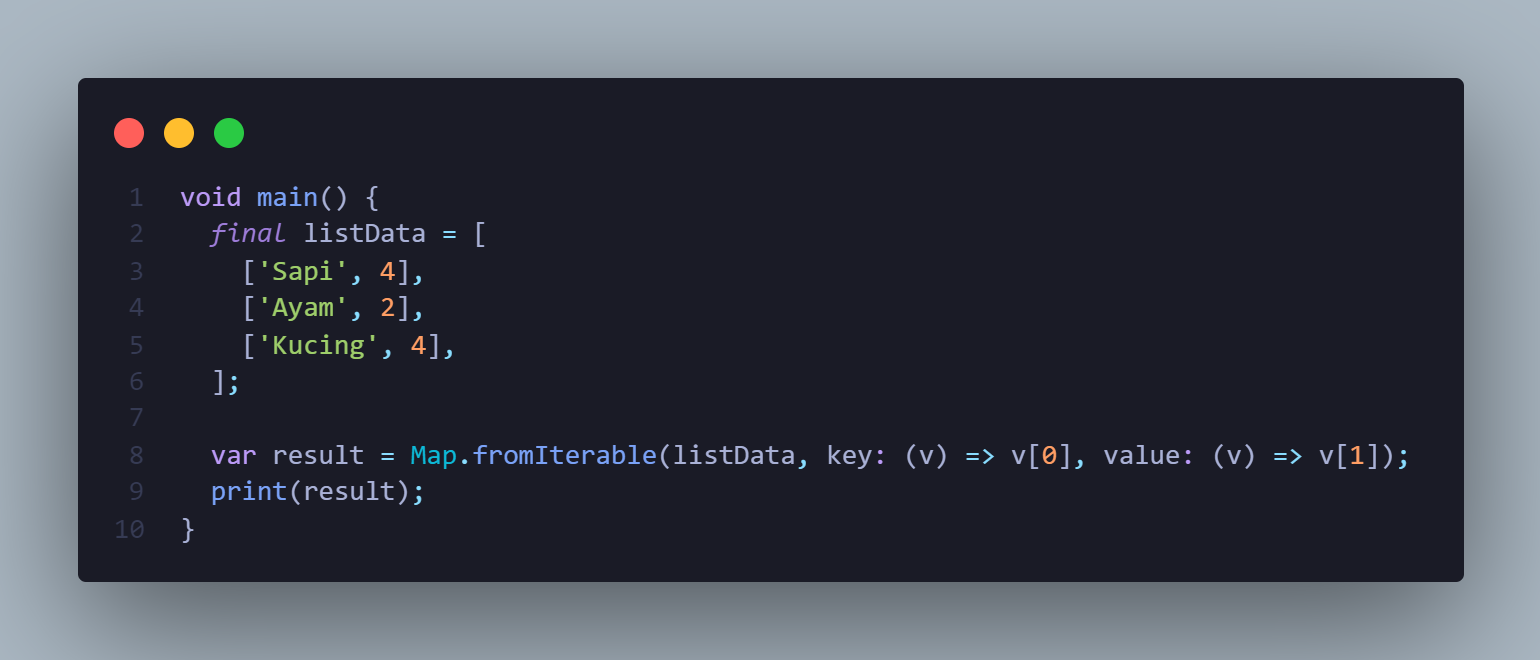 1 void main() {
2   final listData = [
3     ['Sapi', 4],
4     ['Ayam', 2],
5     ['Kucing', 4],
6   ];
7
8   var result = Map.fromIterable(listData, key: (v) => v[0], value: (v) => v[1]);
9   print(result);
10 }